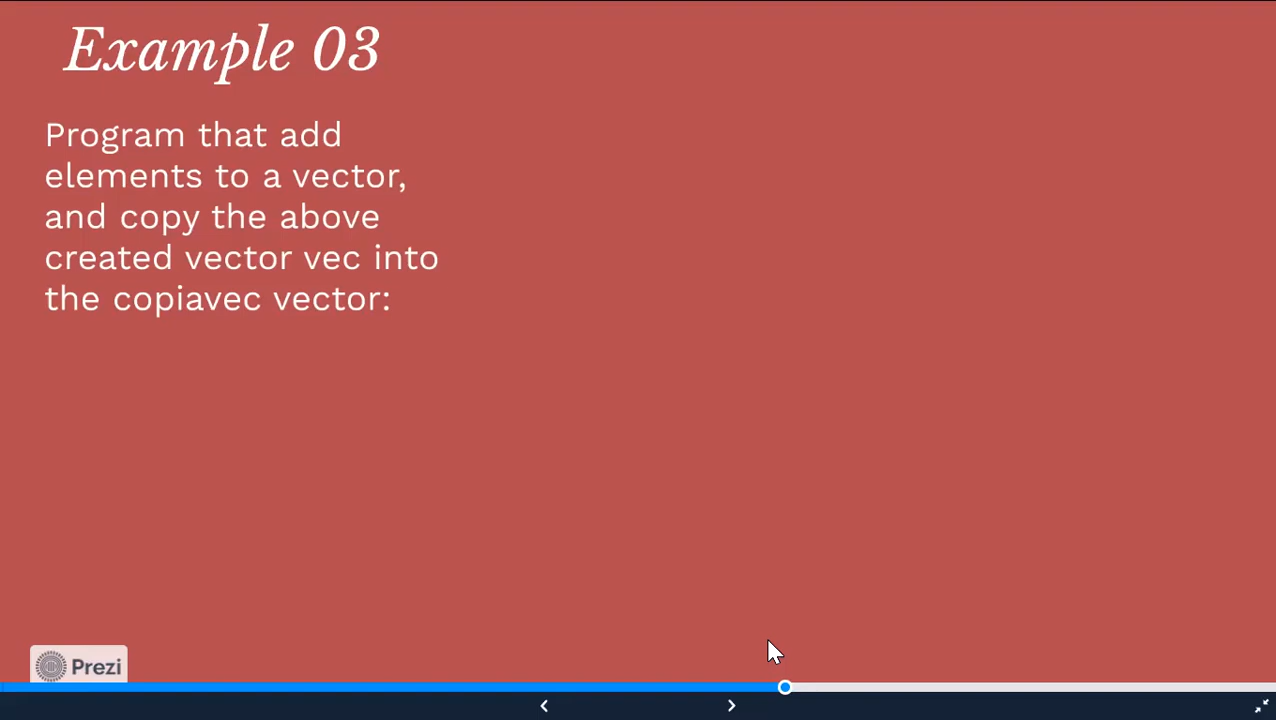 Example 03
Program that add
elements to a vector,
and copy the above
created vector vec into
the copiavec vector:
Prezi